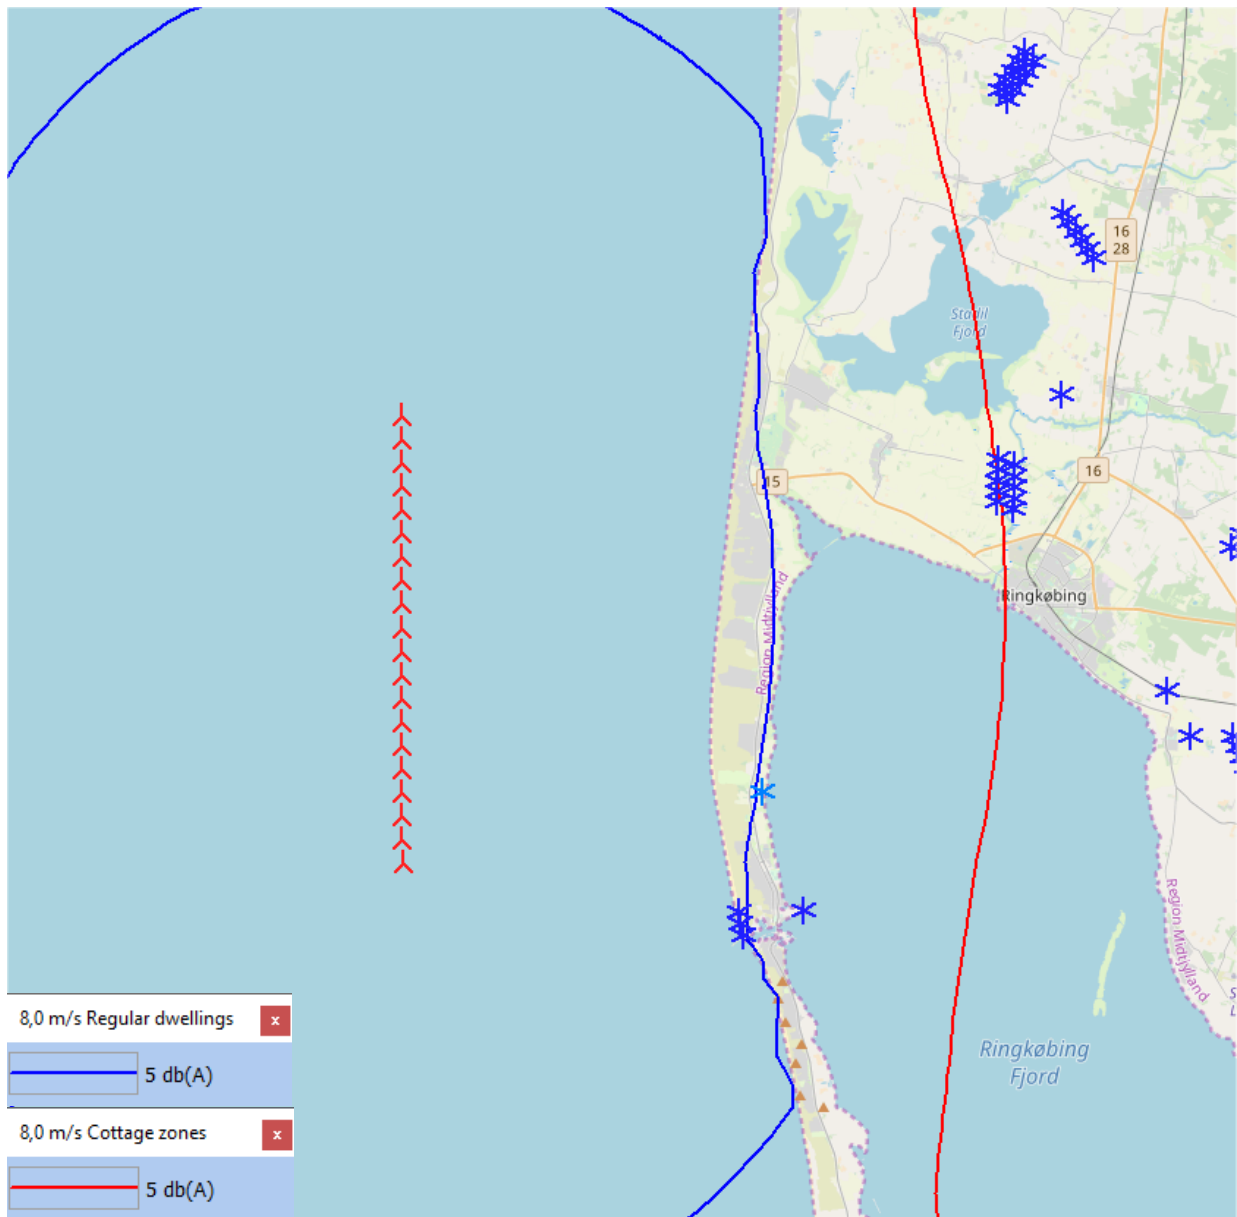 16
28
Stadil
Fjord
15
16
Ringkøbing
Region Midtjylland
Region Midtjylland
S
L
Ringkøbing
Fjord
8,0 m/s Regular dwellings
x
5 db(A)
8,0 m/s Cottage zones
x
5 db(A)